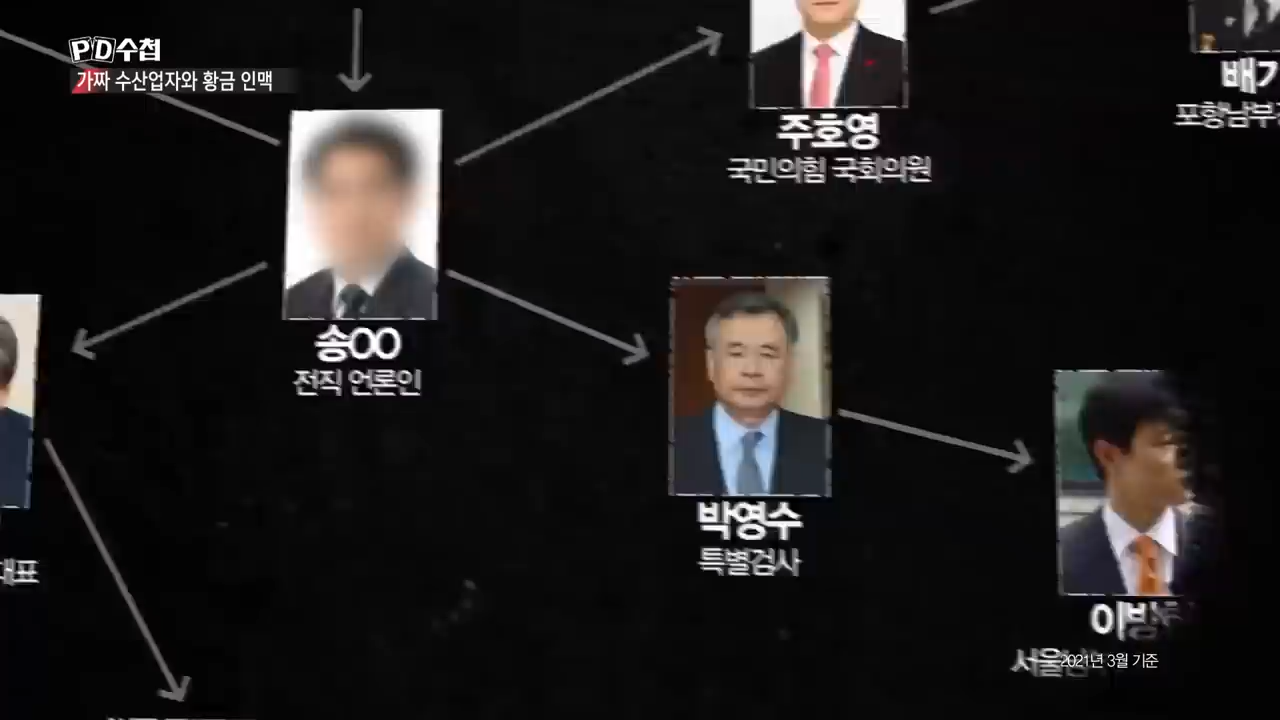 PD수첩
가짜 수산업자와 황금 인맥
주호영
국민의힘 국회의원
송OO
전직 언론인
박영수
특별검사
대표
2021년 3월 기준